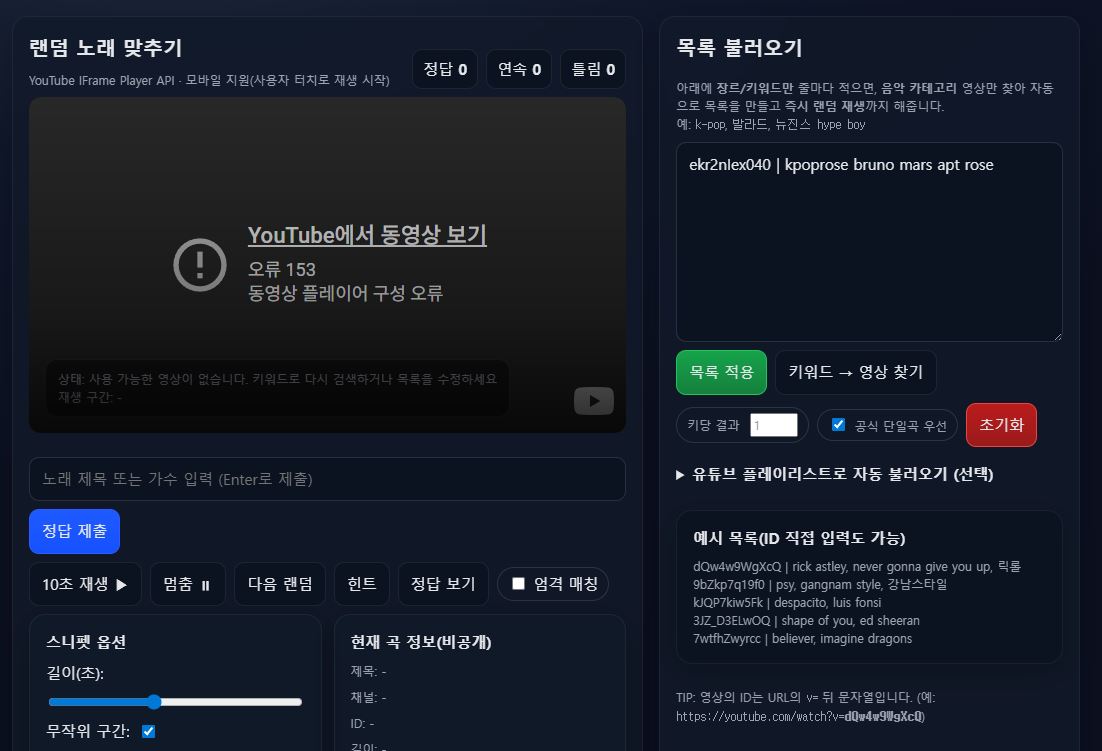 랜덤 노래 맞추기
YouTube IFrame Player API · 모바일 지원(사용자 터치로 재생 시작)
정답 0
연속 0
틀림 0
YouTube에서 동영상 보기
오류 153
동영상 플레이어 구성 오류
상태: 사용 가능한 영상이 없습니다. 키워드로 다시 검색하거나 목록을 수정하세요
재생 구간: -
노래 제목 또는 가수 입력 (Enter로 제출)
정답 제출
10초 재생 ▶
멈춤 ⏸
다음 랜덤
힌트
정답 보기
엄격 매칭
스니펫 옵션
길이(초):
무작위 구간:
현재 곡 정보(비공개)
제목: -
채널: -
ID: -
길이: -
목록 불러오기
아래에 장르/키워드만 줄마다 적으면, 음악 카테고리 영상만 찾아 자동
으로 목록을 만들고 즉시 랜덤 재생까지 해줍니다.
예: k-pop, 발라드, 뉴진스 hype boy
ekr2nIex040 | kpoprose bruno mars apt rose
목록 적용
키워드 → 영상 찾기
키당 결과 1
공식 단일곡 우선
초기화
▶ 유튜브 플레이리스트로 자동 불러오기 (선택)
예시 목록(ID 직접 입력도 가능)
dQw4w9WgXcQ | rick astley, never gonna give you up, 릭롤
9bZkp7q19f0 | psy, gangnam style, 강남스타일
kJQP7kiw5Fk | despacito, luis fonsi
3JZ_D3ELwOQ | shape of you, ed sheeran
7wtfhZwyrcc | believer, imagine dragons
TIP: 영상의 ID는 URL의 v= 뒤 문자열입니다. (예:
https://youtube.com/watch?v=dQw4w9WgXcQ)